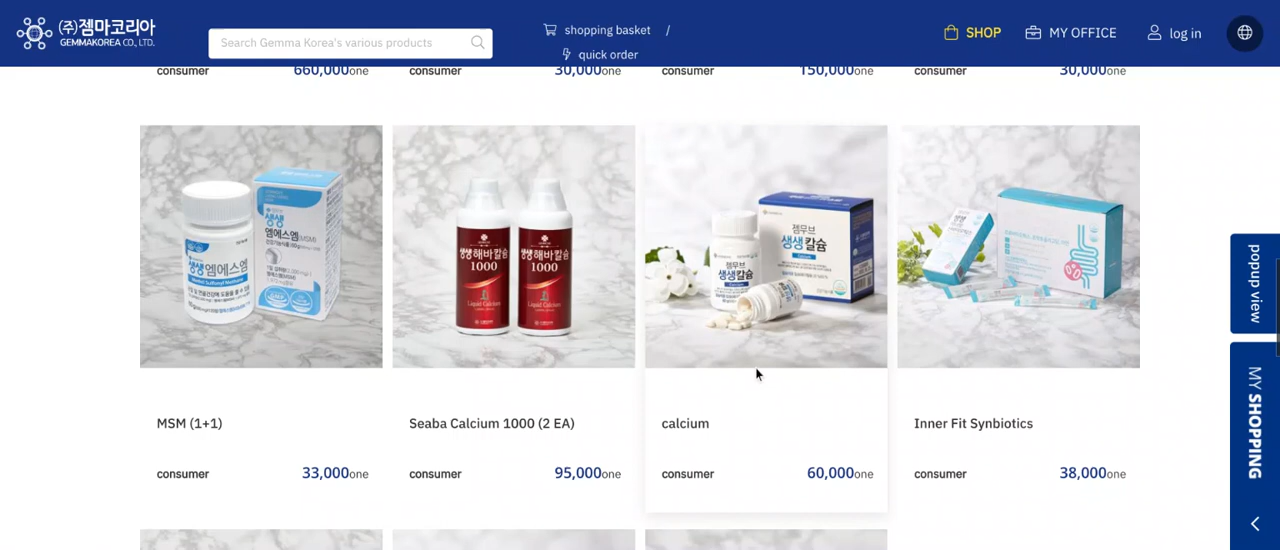 (주)젬마코리아
GEMMAKOREA CO., LTD.
Search Gemma Korea's various products
shopping basket /
quick order
SHOP
MY OFFICE
log in
consumer 660,000one
consumer 30,000one
consumer 150,000one
consumer 30,000one
생생
엠에스엠(MSM)
생생엠에스엠
생생해바칼슘
1000
Liquid Calcium
생생해바칼슘
1000
Liquid Calcium
젬무브
생생칼슘
Calcium
생생칼슘
popup view
MY SHOPPING
MSM (1+1)
Seaba Calcium 1000 (2 EA)
calcium
Inner Fit Synbiotics
consumer 33,000one
consumer 95,000one
consumer 60,000one
consumer 38,000one